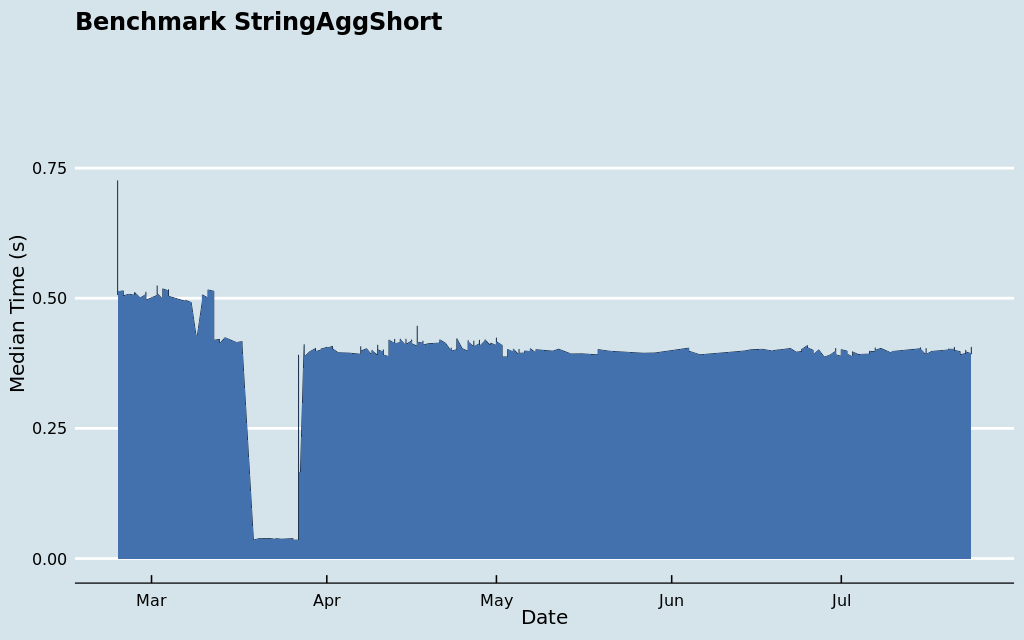 Benchmark StringAggShort
Median Time (s)
0.75
0.50
0.25
0.00
Mar
Apr
May
Jun
Jul
Date